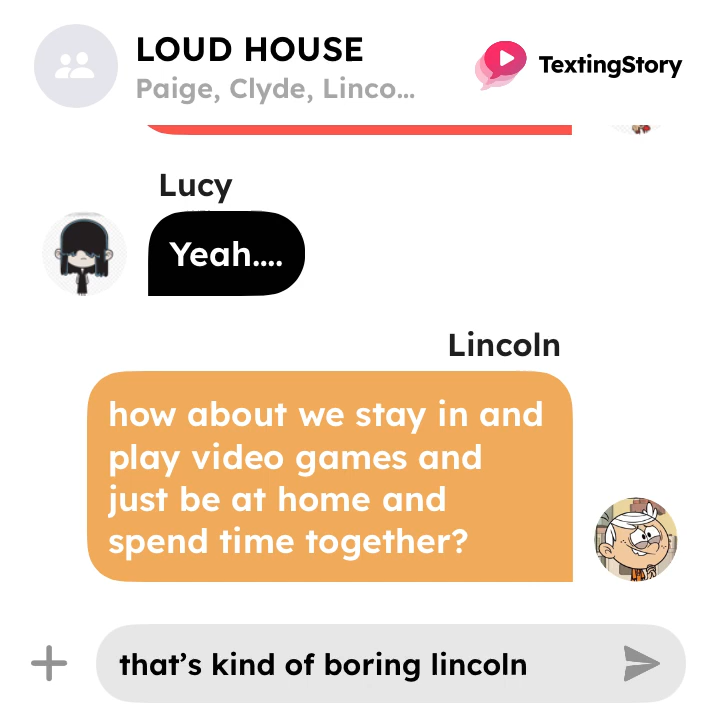 LOUD HOUSE
Paige, Clyde, Linco...
TextingStory
Lucy
Yeah....
Lincoln
how about we stay in and
play video games and
just be at home and
spend time together?
that’s kind of boring lincoln